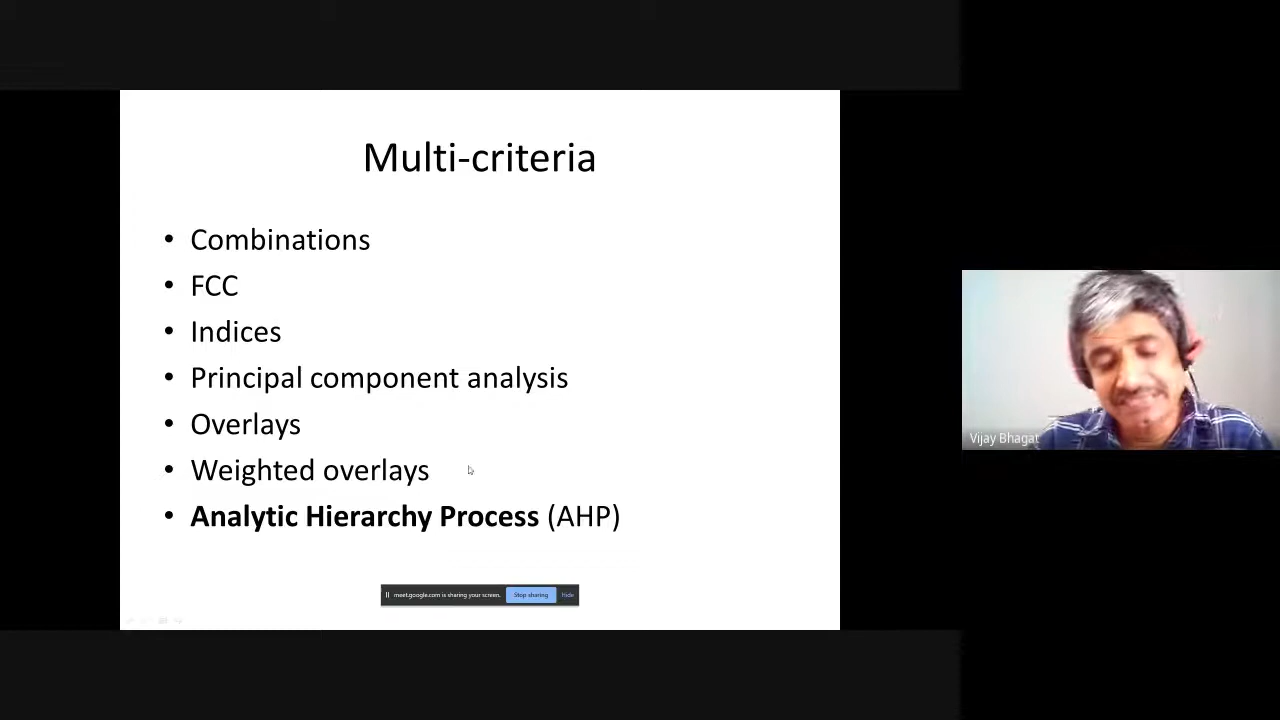 Multi-criteria
• Combinations
• FCC
• Indices
• Principal component analysis
• Overlays
• Weighted overlays
• Analytic Hierarchy Process (AHP)
meet.google.com is sharing your screen. Stop sharing Hide
Vijay Bhagat